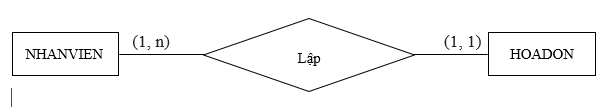 NHANVIEN (1, n) Lập (1, 1) HOADON